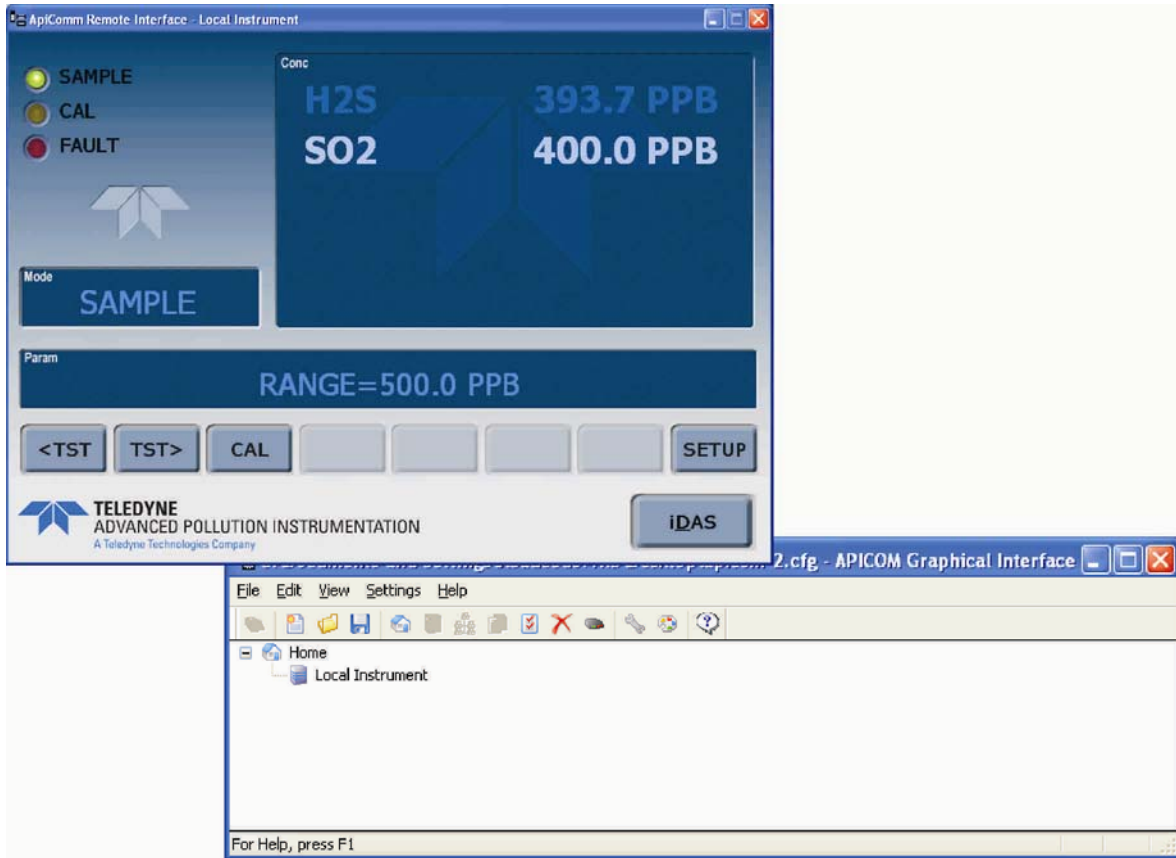 ApiComm Remote Interface - Local Instrument
SAMPLE
CAL
FAULT
Conc
H2S 393.7 PPB
SO2 400.0 PPB
Mode
SAMPLE
Param
RANGE=500.0 PPB
<TST TST> CAL SETUP
TELEDYNE
ADVANCED POLLUTION INSTRUMENTATION
A Teledyne Technologies Company
iDAS
2.cfg - APICOM Graphical Interface
File Edit View Settings Help
Home
Local Instrument
For Help, press F1